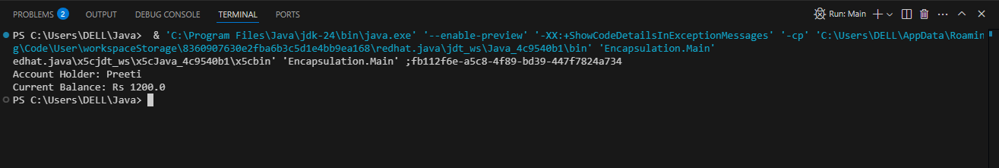 PROBLEMS 2 OUTPUT DEBUG CONSOLE TERMINAL PORTS Run: Main
PS C:\Users\DELL\Java>  & 'C:\Program Files\Java\jdk-24\bin\java.exe' '--enable-preview' '-XX:+ShowCodeDetailsInExceptionMessages' '-cp' 'C:\Users\DELL\AppData\Roamin
g\Code\User\workspaceStorage\8360907630e2fba6b3c5d1e4bb9ea168\redhat.java\jdt_ws\Java_4c9540b1\bin' 'Encapsulation.Main'
edhat.java\x5cjdt_ws\x5cJava_4c9540b1\x5cbin' 'Encapsulation.Main' ;fb112f6e-a5c8-4f89-bd39-447f7824a734
Account Holder: Preeti
Current Balance: Rs 1200.0
PS C:\Users\DELL\Java>